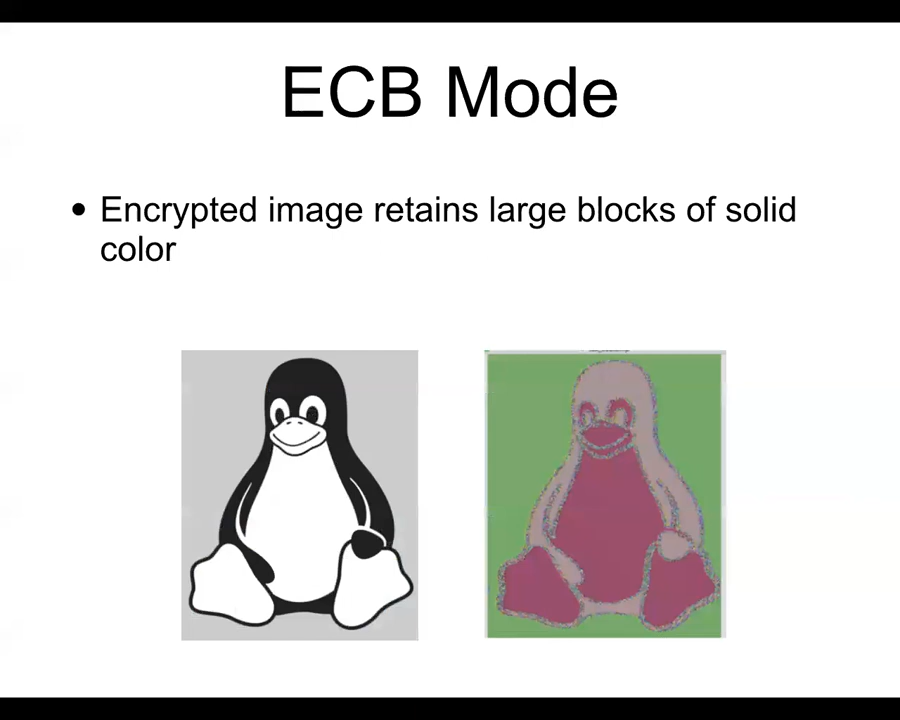 ECB Mode
• Encrypted image retains large blocks of solid
color